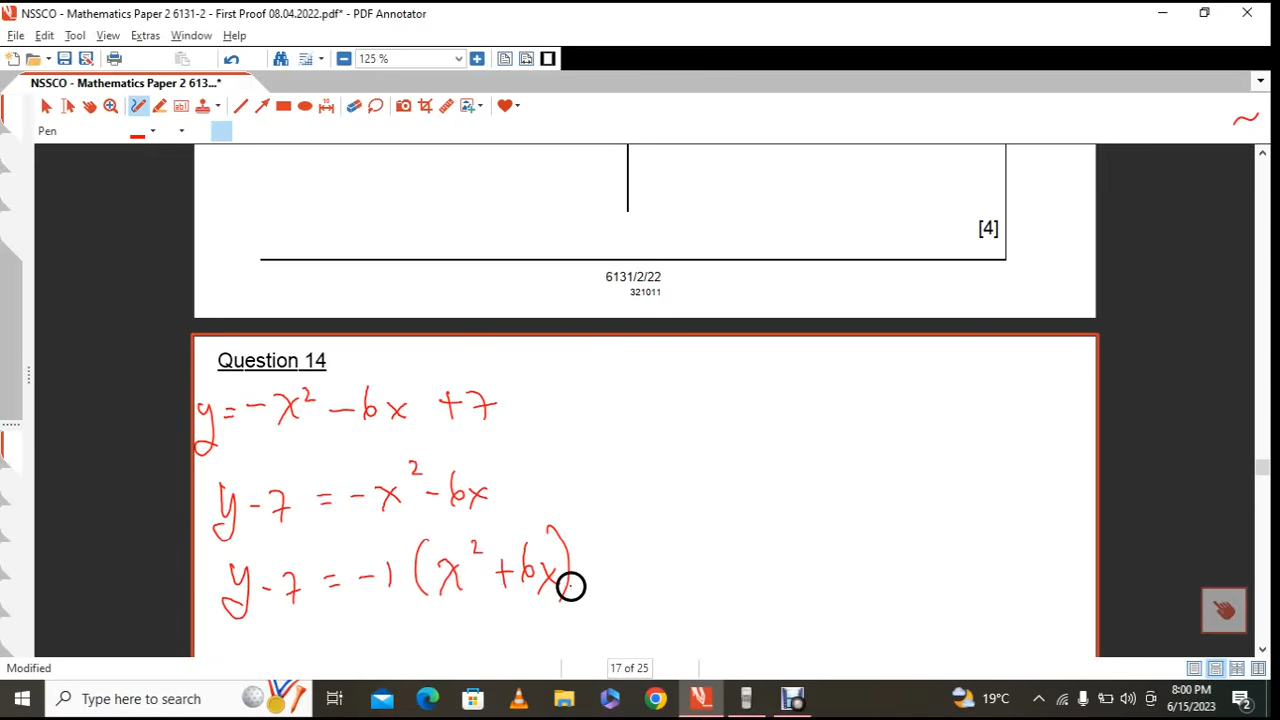 NSSCO - Mathematics Paper 2 6131-2 - First Proof 08.04.2022.pdf* - PDF Annotator
File Edit Tool View Extras Window Help
125 %
NSSCO - Mathematics Paper 2 613...*
Pen
[4]
6131/2/22
321011
Question 14
y = -x² - 6x + 7
y - 7 = -x² - 6x
y - 7 = -1 (x² + 6x)
Modified
17 of 25
Type here to search
19°C
8:00 PM
6/15/2023
2